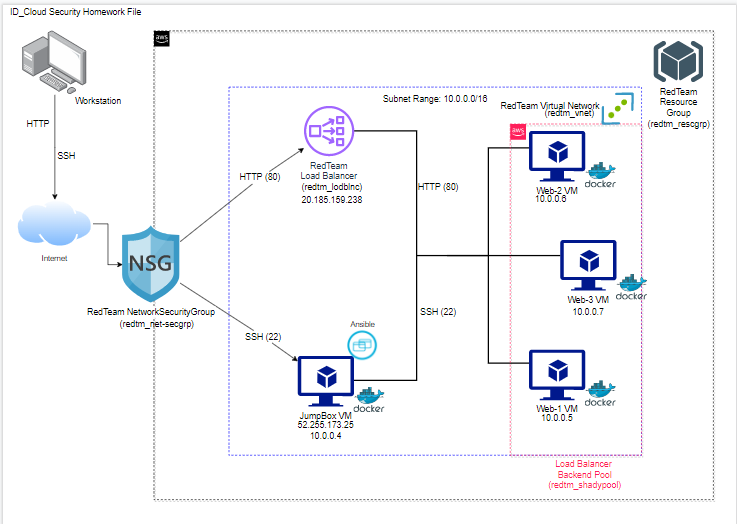 ID_Cloud Security Homework File
aws
Workstation
HTTP
SSH
Internet
NSG
RedTeam NetworkSecurityGroup
(redtm_net-secgrp)
Subnet Range: 10.0.0.0/16
RedTeam
Load Balancer
(redtm_lodblnc)
20.185.159.238
HTTP (80)
SSH (22)
Ansible
docker
JumpBox VM
52.255.173.25
10.0.0.4
HTTP (80)
SSH (22)
RedTeam Virtual Network
(redtm_vnet)
RedTeam
Resource
Group
(redtm_rescgrp)
aws
docker
Web-2 VM
10.0.0.6
docker
Web-3 VM
10.0.0.7
docker
Web-1 VM
10.0.0.5
Load Balancer
Backend Pool
(redtm_shadypool)